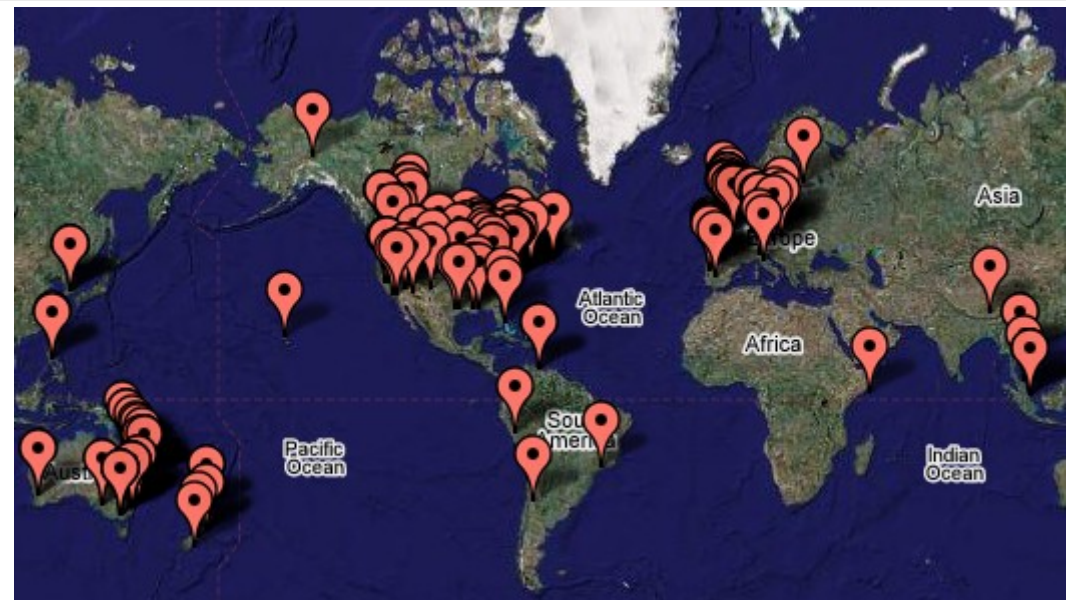 Asia
Atlantic
Ocean
Africa
Pacific
Ocean
Indian
Ocean